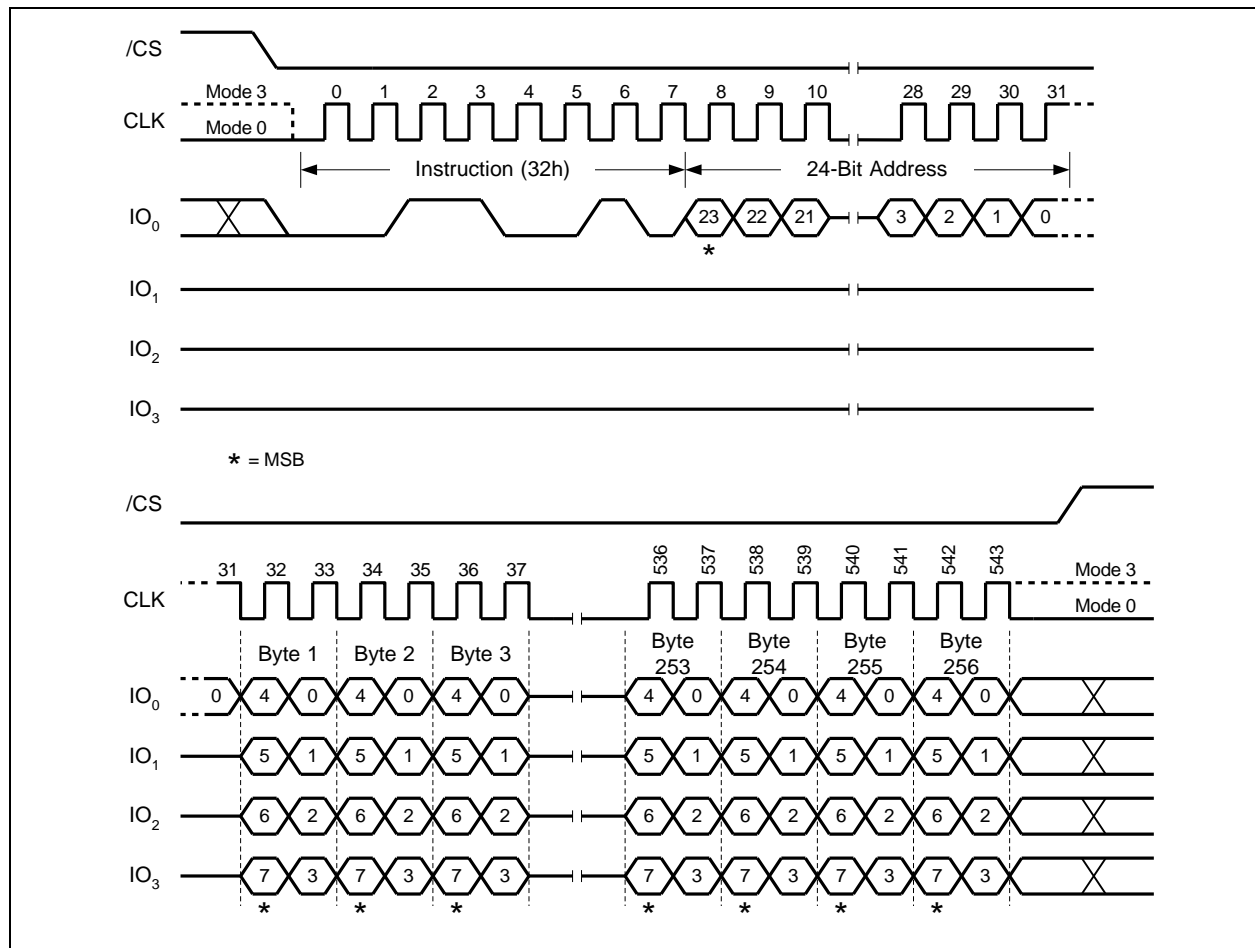 /CS
Mode 3 0 1 2 3 4 5 6 7 8 9 10 28 29 30 31
CLK
Mode 0
Instruction (32h) 24-Bit Address
IO0 23 22 21 3 2 1 0
*
IO1
IO2
IO3
* = MSB
/CS
31 32 33 34 35 36 37 536 537 538 539 540 541 542 543
Mode 3
CLK
Mode 0
Byte 1 Byte 2 Byte 3 Byte 253 Byte 254 Byte 255 Byte 256
IO0 0 4 0 4 0 4 0 4 0 4 0 4 0 4 0
IO1 5 1 5 1 5 1 5 1 5 1 5 1 5 1
IO2 6 2 6 2 6 2 6 2 6 2 6 2 6 2
IO3 7 3 7 3 7 3 7 3 7 3 7 3 7 3
* * * * * * *